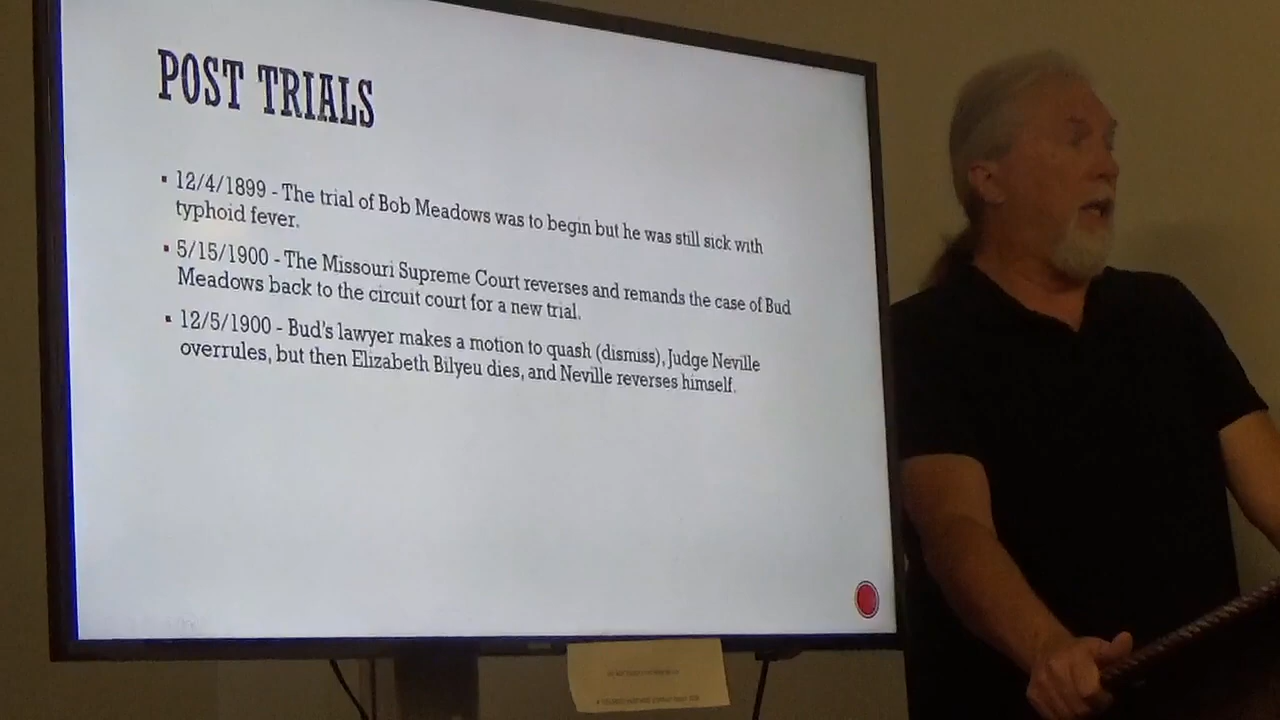 POST TRIALS
▪ 12/4/1899 - The trial of Bob Meadows was to begin but he was still sick with
typhoid fever.
▪ 5/15/1900 - The Missouri Supreme Court reverses and remands the case of Bud
Meadows back to the circuit court for a new trial.
▪ 12/5/1900 - Bud's lawyer makes a motion to quash (dismiss), Judge Neville
overrules, but then Elizabeth Bilyeu dies, and Neville reverses himself.